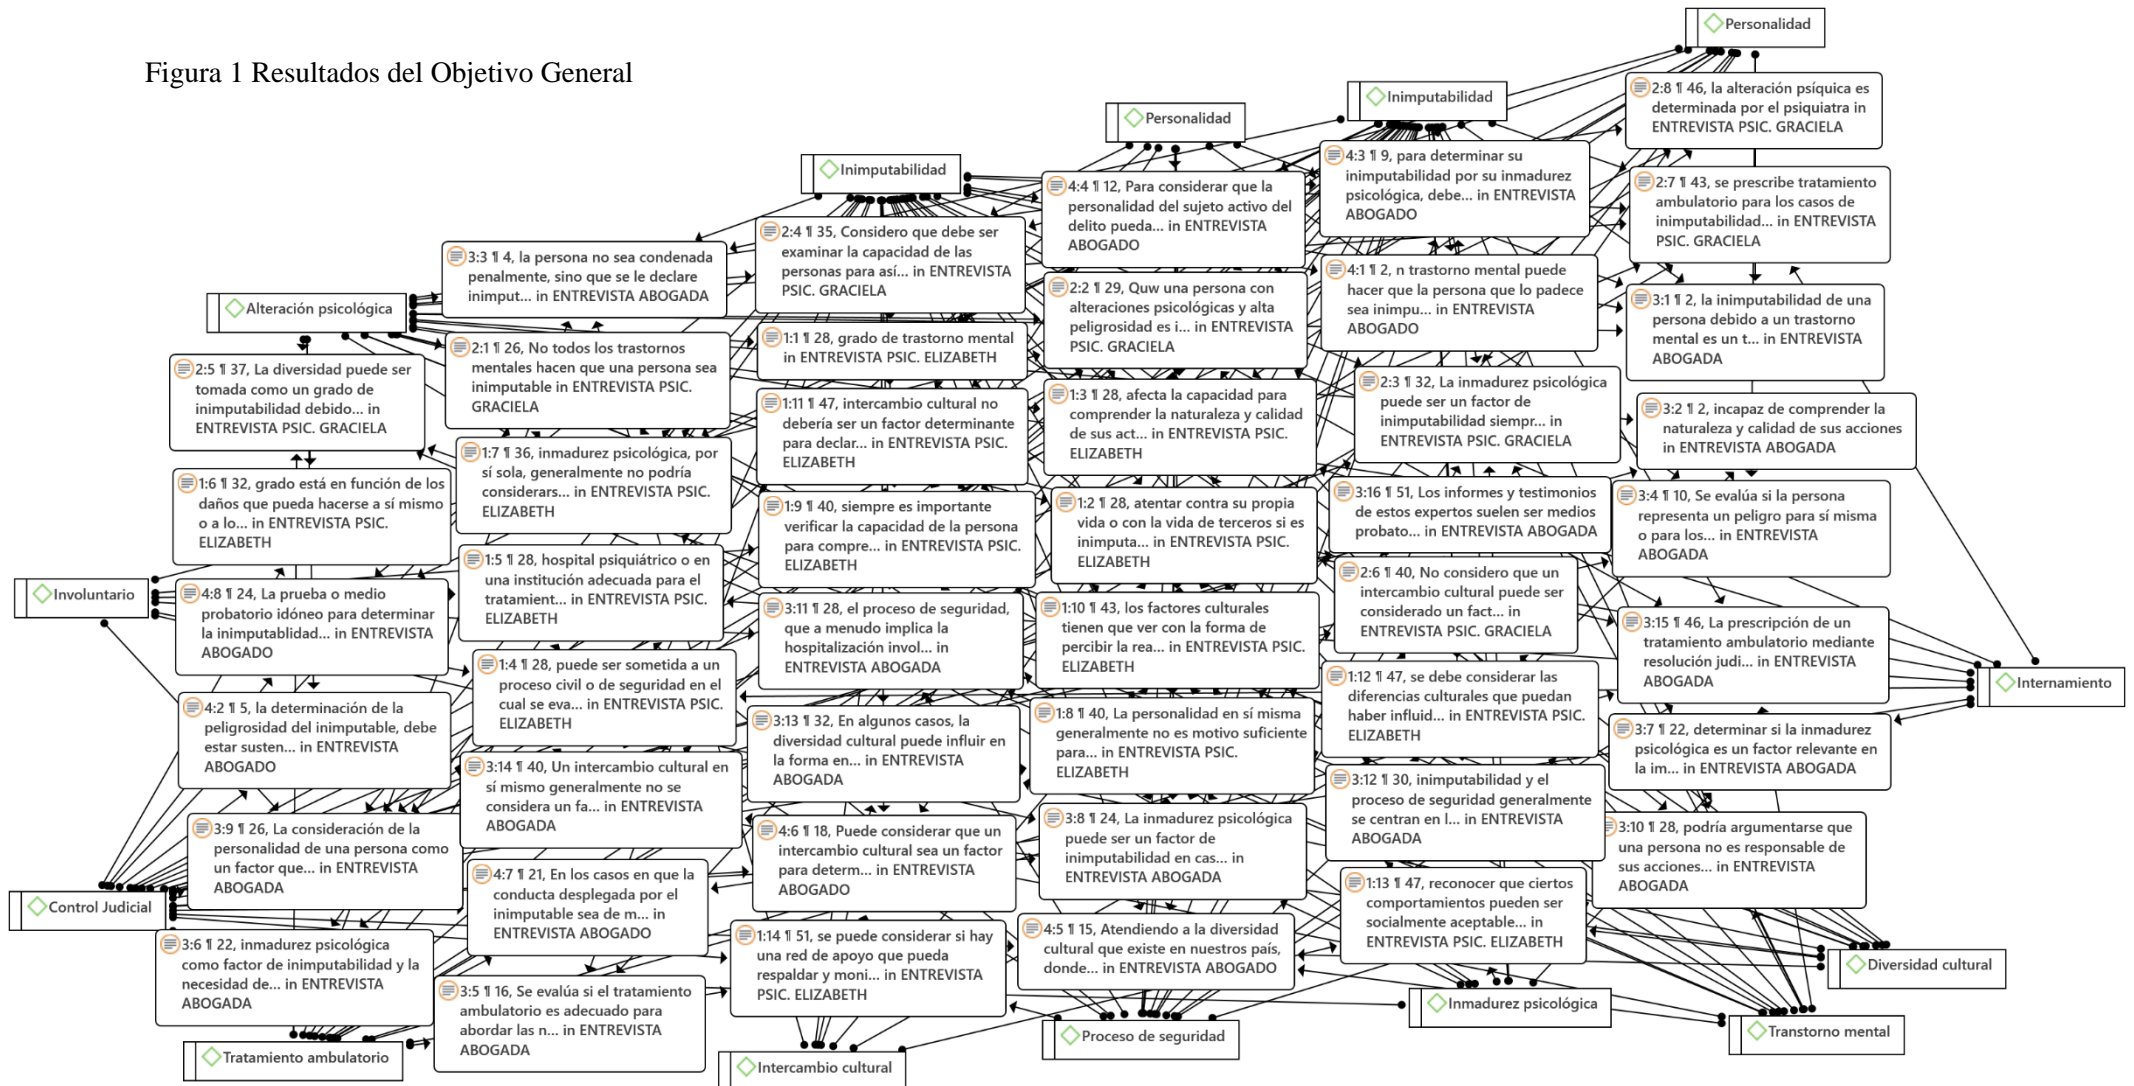 Figura 1 Resultados del Objetivo General
Personalidad
Inimputabilidad
Personalidad
Inimputabilidad
Alteración psicológica
Involuntario
Control Judicial
Tratamiento ambulatorio
Intercambio cultural
Proceso de seguridad
Inmadurez psicológica
Transtorno mental
Diversidad cultural
Internamiento
2:5 ¶ 37, La diversidad puede ser
tomada como un grado de
inimputabilidad debido... in
ENTREVISTA PSIC. GRACIELA
1:6 ¶ 32, grado está en función de los
daños que pueda hacerse a sí mismo
o a lo... in ENTREVISTA PSIC.
ELIZABETH
4:8 ¶ 24, La prueba o medio
probatorio idóneo para determinar
la inimputablidad... in ENTREVISTA
ABOGADO
4:2 ¶ 5, la determinación de la
peligrosidad del inimputable, debe
estar susten... in ENTREVISTA
ABOGADO
3:9 ¶ 26, La consideración de la
personalidad de una persona como
un factor que... in ENTREVISTA
ABOGADA
3:6 ¶ 22, inmadurez psicológica
como factor de inimputabilidad y la
necesidad de... in ENTREVISTA
ABOGADA
3:3 ¶ 4, la persona no sea condenada
penalmente, sino que se le declare
inimput... in ENTREVISTA ABOGADA
2:1 ¶ 26, No todos los trastornos
mentales hacen que una persona sea
inimputable in ENTREVISTA PSIC.
GRACIELA
1:7 ¶ 36, inmadurez psicológica, por
sí sola, generalmente no podría
considerars... in ENTREVISTA PSIC.
ELIZABETH
1:5 ¶ 28, hospital psiquiátrico o en
una institución adecuada para el
tratamient... in ENTREVISTA PSIC.
ELIZABETH
1:4 ¶ 28, puede ser sometida a un
proceso civil o de seguridad en el
cual se eva... in ENTREVISTA PSIC.
ELIZABETH
3:14 ¶ 40, Un intercambio cultural en
sí mismo generalmente no se
considera un fa... in ENTREVISTA
ABOGADA
4:7 ¶ 21, En los casos en que la
conducta desplegada por el
inimputable sea de m... in
ENTREVISTA ABOGADO
3:5 ¶ 16, Se evalúa si el tratamiento
ambulatorio es adecuado para
abordar las n... in ENTREVISTA
ABOGADA
2:4 ¶ 35, Considero que debe ser
examinar la capacidad de las
personas para así... in ENTREVISTA
PSIC. GRACIELA
1:1 ¶ 28, grado de trastorno mental
in ENTREVISTA PSIC. ELIZABETH
1:11 ¶ 47, intercambio cultural no
debería ser un factor determinante
para declar... in ENTREVISTA PSIC.
ELIZABETH
1:9 ¶ 40, siempre es importante
verificar la capacidad de la persona
para compre... in ENTREVISTA PSIC.
ELIZABETH
3:11 ¶ 28, el proceso de seguridad,
que a menudo implica la
hospitalización invol... in
ENTREVISTA ABOGADA
3:13 ¶ 32, En algunos casos, la
diversidad cultural puede influir en
la forma en... in ENTREVISTA
ABOGADA
4:6 ¶ 18, Puede considerar que un
intercambio cultural sea un factor
para determ... in ENTREVISTA
ABOGADO
1:14 ¶ 51, se puede considerar si hay
una red de apoyo que pueda
respaldar y moni... in ENTREVISTA
PSIC. ELIZABETH
4:4 ¶ 12, Para considerar que la
personalidad del sujeto activo del
delito pueda... in ENTREVISTA
ABOGADO
2:2 ¶ 29, Quw una persona con
alteraciones psicológicas y alta
peligrosidad es i... in ENTREVISTA
PSIC. GRACIELA
1:3 ¶ 28, afecta la capacidad para
comprender la naturaleza y calidad
de sus act... in ENTREVISTA PSIC.
ELIZABETH
1:2 ¶ 28, atentar contra su propia
vida o con la vida de terceros si es
inimputa... in ENTREVISTA PSIC.
ELIZABETH
1:10 ¶ 43, los factores culturales
tienen que ver con la forma de
percibir la rea... in ENTREVISTA PSIC.
ELIZABETH
1:8 ¶ 40, La personalidad en sí misma
generalmente no es motivo suficiente
para... in ENTREVISTA PSIC.
ELIZABETH
3:8 ¶ 24, La inmadurez psicológica
puede ser un factor de
inimputabilidad en cas... in
ENTREVISTA ABOGADA
4:5 ¶ 15, Atendiendo a la diversidad
cultural que existe en nuestros país,
donde... in ENTREVISTA ABOGADO
4:3 ¶ 9, para determinar su
inimputabilidad por su inmadurez
psicológica, debe... in ENTREVISTA
ABOGADO
4:1 ¶ 2, n trastorno mental puede
hacer que la persona que lo padece
sea inimpu... in ENTREVISTA
ABOGADO
2:3 ¶ 32, La inmadurez psicológica
puede ser un factor de
inimputabilidad siempr... in
ENTREVISTA PSIC. GRACIELA
3:16 ¶ 51, Los informes y testimonios
de estos expertos suelen ser medios
probato... in ENTREVISTA ABOGADA
2:6 ¶ 40, No considero que un
intercambio cultural puede ser
considerado un fact... in
ENTREVISTA PSIC. GRACIELA
1:12 ¶ 47, se debe considerar las
diferencias culturales que puedan
haber influid... in ENTREVISTA PSIC.
ELIZABETH
3:12 ¶ 30, inimputabilidad y el
proceso de seguridad generalmente
se centran en l... in ENTREVISTA
ABOGADA
1:13 ¶ 47, reconocer que ciertos
comportamientos pueden ser
socialmente aceptable... in
ENTREVISTA PSIC. ELIZABETH
2:8 ¶ 46, la alteración psíquica es
determinada por el psiquiatra in
ENTREVISTA PSIC. GRACIELA
2:7 ¶ 43, se prescribe tratamiento
ambulatorio para los casos de
inimputabilidad... in ENTREVISTA
PSIC. GRACIELA
3:1 ¶ 2, la inimputabilidad de una
persona debido a un trastorno
mental es un t... in ENTREVISTA
ABOGADA
3:2 ¶ 2, incapaz de comprender la
naturaleza y calidad de sus acciones
in ENTREVISTA ABOGADA
3:4 ¶ 10, Se evalúa si la persona
representa un peligro para sí misma
o para los... in ENTREVISTA
ABOGADA
3:15 ¶ 46, La prescripción de un
tratamiento ambulatorio mediante
resolución judi... in ENTREVISTA
ABOGADA
3:7 ¶ 22, determinar si la inmadurez
psicológica es un factor relevante en
la im... in ENTREVISTA ABOGADA
3:10 ¶ 28, podría argumentarse que
una persona no es responsable de
sus acciones... in ENTREVISTA
ABOGADA